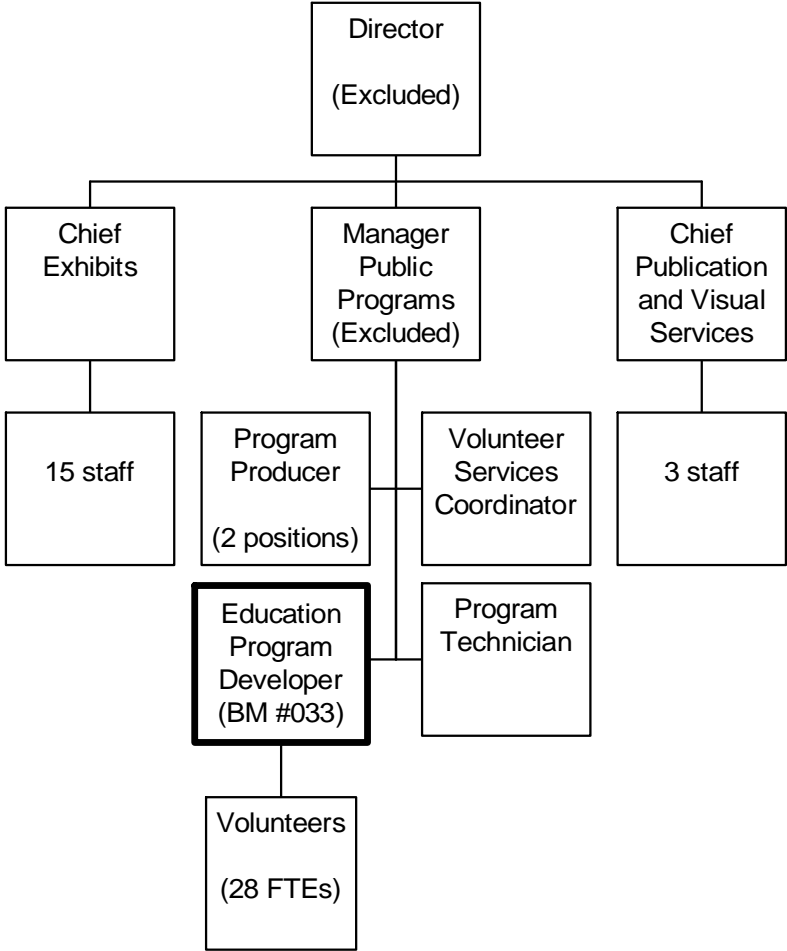 Director
(Excluded)
Chief
Exhibits
Manager
Public
Programs
(Excluded)
Chief
Publication
and Visual
Services
15 staff
Program
Producer
(2 positions)
Volunteer
Services
Coordinator
3 staff
Education
Program
Developer
(BM #033)
Program
Technician
Volunteers
(28 FTEs)